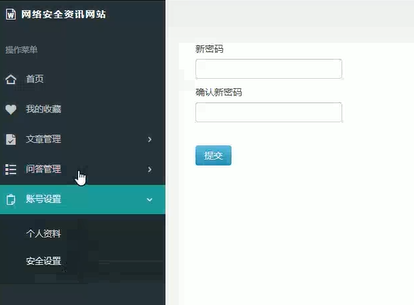 网络安全资讯网站
操作菜单
首页
我的收藏
文章管理
问答管理
账号设置
个人资料
安全设置
新密码
确认新密码
提交